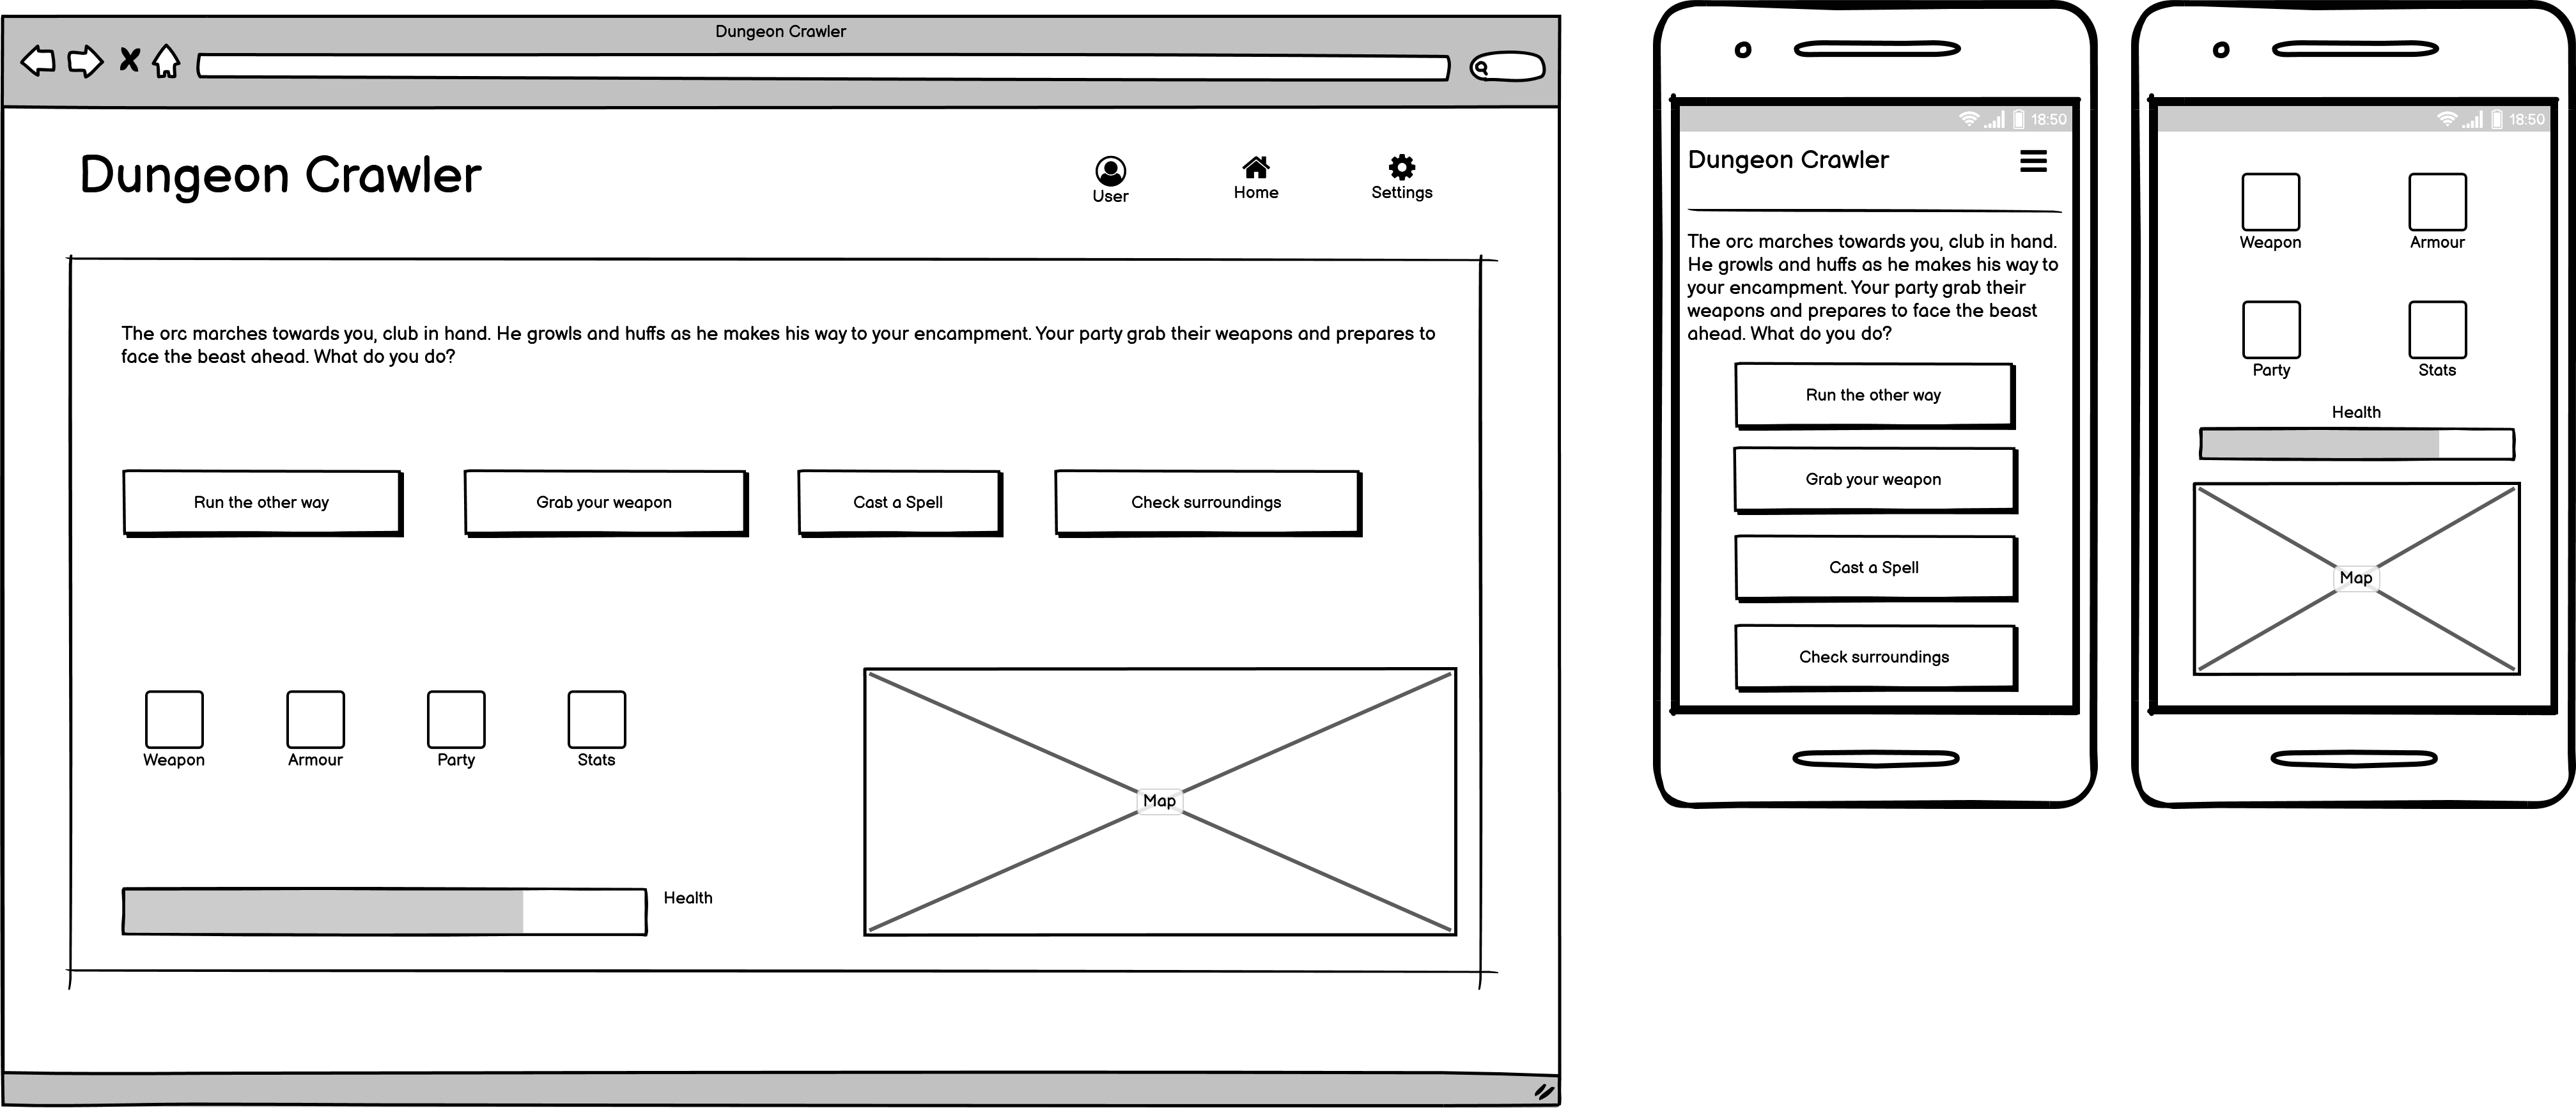 Dungeon Crawler
Dungeon Crawler
User
Home
Settings
The orc marches towards you, club in hand. He growls and huffs as he makes his way to your encampment. Your party grab their weapons and prepares to
face the beast ahead. What do you do?
Run the other way
Grab your weapon
Cast a Spell
Check surroundings
Weapon
Armour
Party
Stats
Map
Health
18:50
Dungeon Crawler
The orc marches towards you, club in hand.
He growls and huffs as he makes his way to
your encampment. Your party grab their
weapons and prepares to face the beast
ahead. What do you do?
Run the other way
Grab your weapon
Cast a Spell
Check surroundings
18:50
Weapon
Armour
Party
Stats
Health
Map